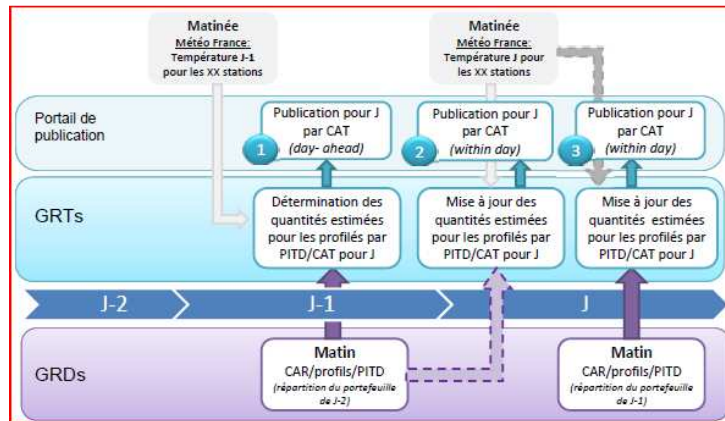 Matinée
Météo France:
Température J-1
pour les XX stations
Matinée
Météo France:
Température J pour
les XX stations
Portail de
publication
1
Publication pour J
par CAT
(day- ahead)
2
Publication pour J
par CAT
(within day)
3
Publication pour J
par CAT
(within day)
GRTs
Détermination des
quantités estimées
pour les profilés par
PITD/CAT pour J
Mise à jour des
quantités estimées
pour les profilés par
PITD/CAT pour J
Mise à jour des
quantités estimées
pour les profilés par
PITD/CAT pour J
J-2
J-1
J
GRDs
Matin
CAR/profils/PITD
(répartition du portefeuille
de J-2)
Matin
CAR/profils/PITD
(répartition du portefeuille
de J-1)